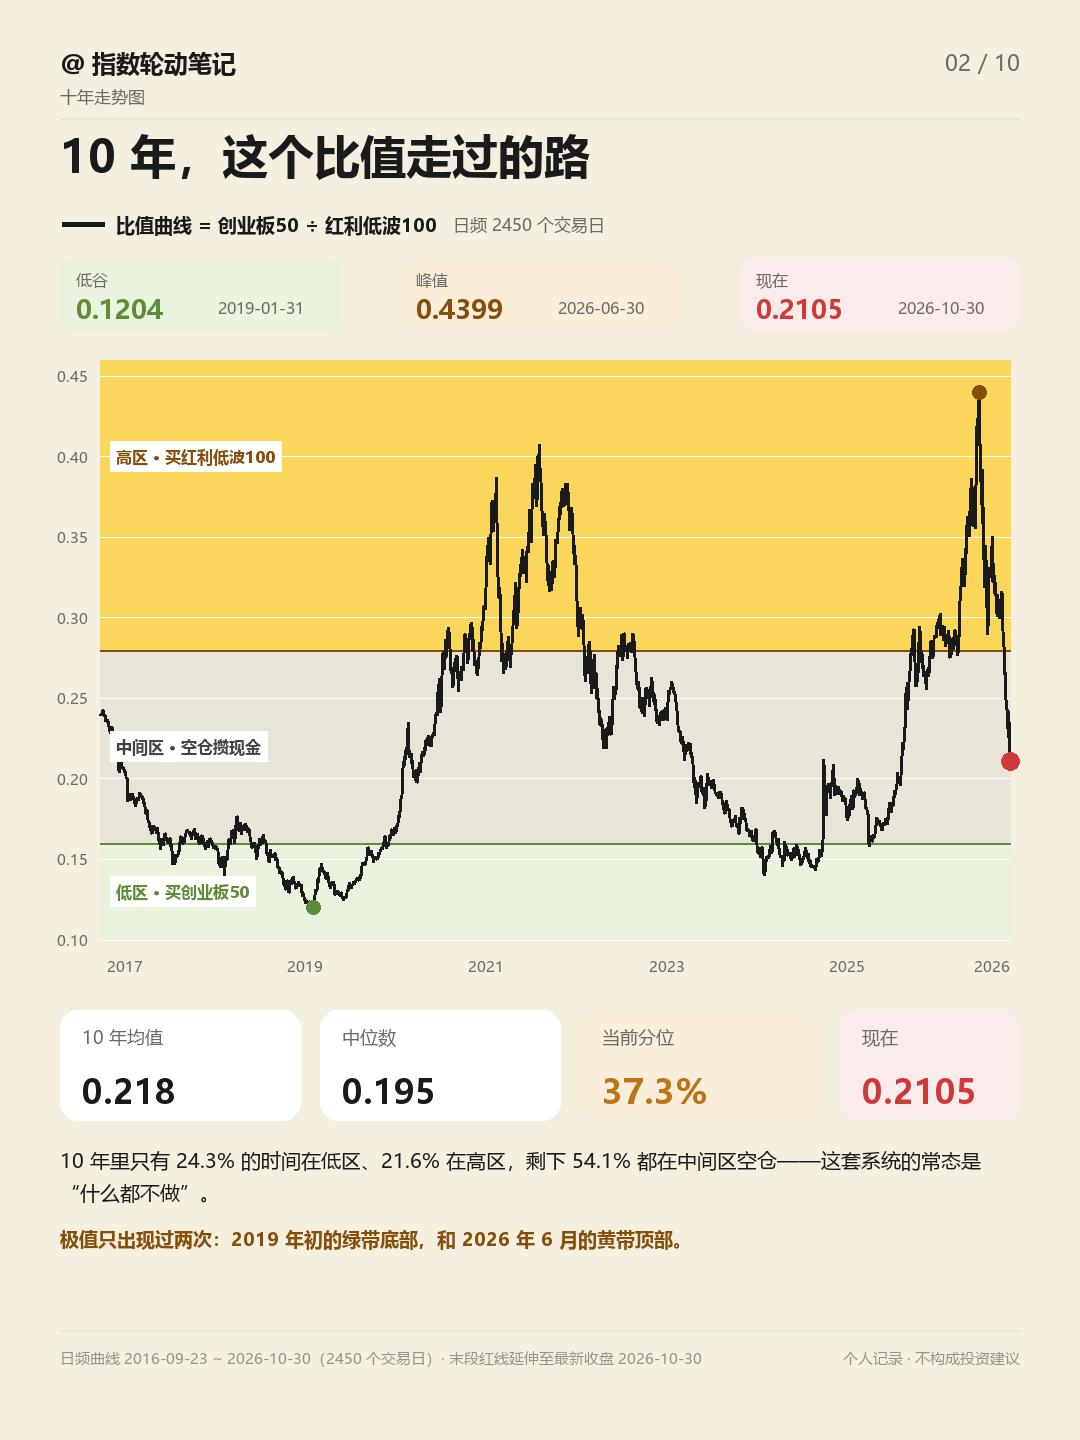 @ 指数轮动笔记
02 / 10
十年走势图
10 年，这个比值走过的路
比值曲线 = 创业板50 ÷ 红利低波100 日频 2450 个交易日
低谷
0.1204 2019-01-31
峰值
0.4399 2026-06-30
现在
0.2105 2026-10-30
0.45
0.40
0.35
0.30
0.25
0.20
0.15
0.10
高区 • 买红利低波100
中间区 • 空仓攒现金
低区 • 买创业板50
2017 2019 2021 2023 2025 2026
10 年均值
0.218
中位数
0.195
当前分位
37.3%
现在
0.2105
10 年里只有 24.3% 的时间在低区、21.6% 在高区，剩下 54.1% 都在中间区空仓——这套系统的常态是
“什么都不做”。
极值只出现过两次：2019 年初的绿带底部，和 2026 年 6 月的黄带顶部。
日频曲线 2016-09-23 ~ 2026-10-30（2450 个交易日）· 末段红线延伸至最新收盘 2026-10-30
个人记录 · 不构成投资建议